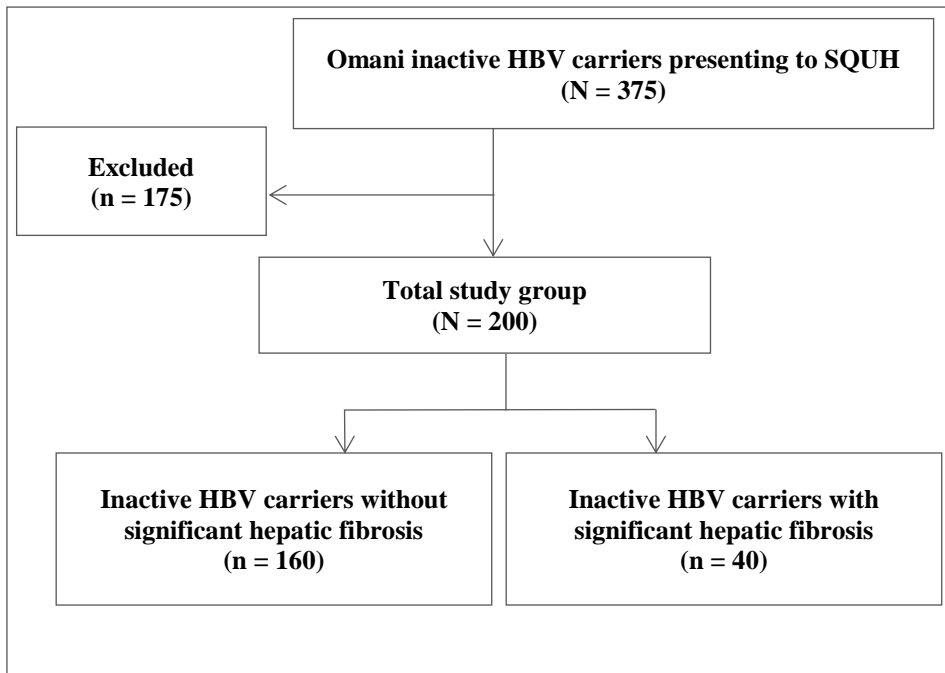 Omani inactive HBV carriers presenting to SQUH
(N = 375)
Excluded
(n = 175)
Total study group
(N = 200)
Inactive HBV carriers without
significant hepatic fibrosis
(n = 160)
Inactive HBV carriers with
significant hepatic fibrosis
(n = 40)